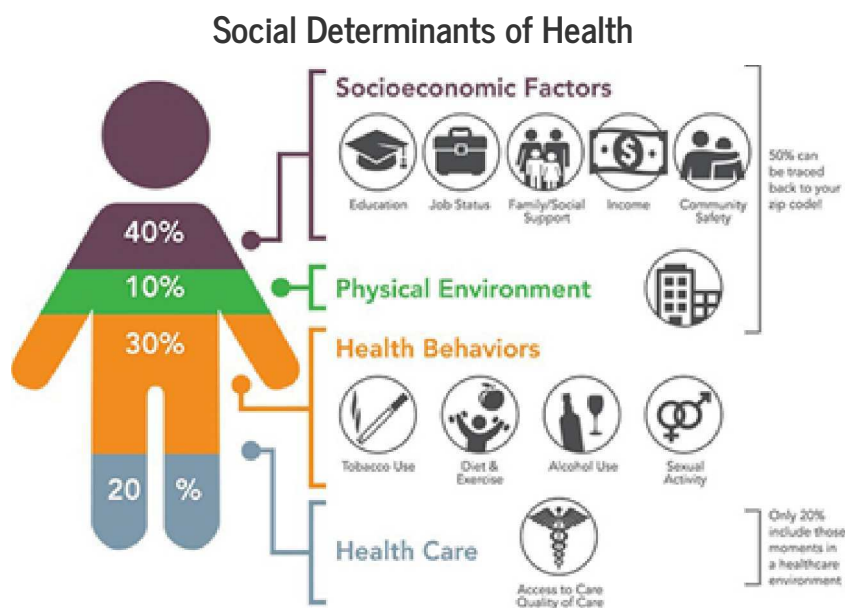 Social Determinants of Health
Socioeconomic Factors
Education
Job Status
Family/Social
Support
Income
Community
Safety
50% can
be traced
back to your
zip code!
40%
10%
Physical Environment
30%
Health Behaviors
Tobacco Use
Diet &
Exercise
Alcohol Use
Sexual
Activity
20 %
Health Care
Access to Care
Quality of Care
Only 20%
include those
moments in
a healthcare
environment